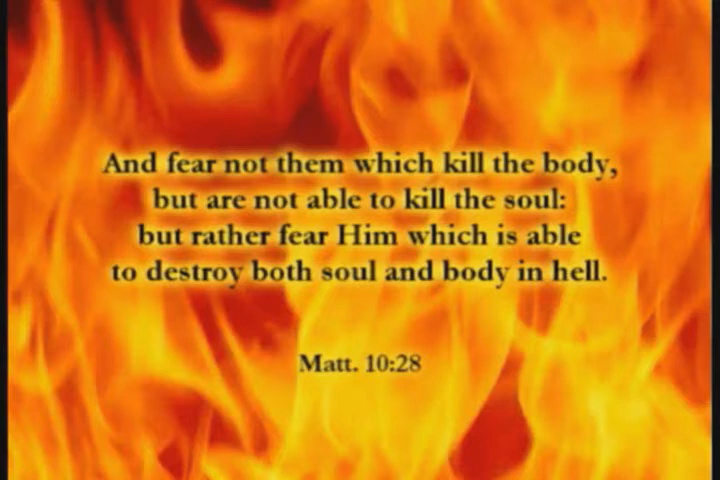 And fear not them which kill the body,
but are not able to kill the soul:
but rather fear Him which is able
to destroy both soul and body in hell.
Matt. 10:28